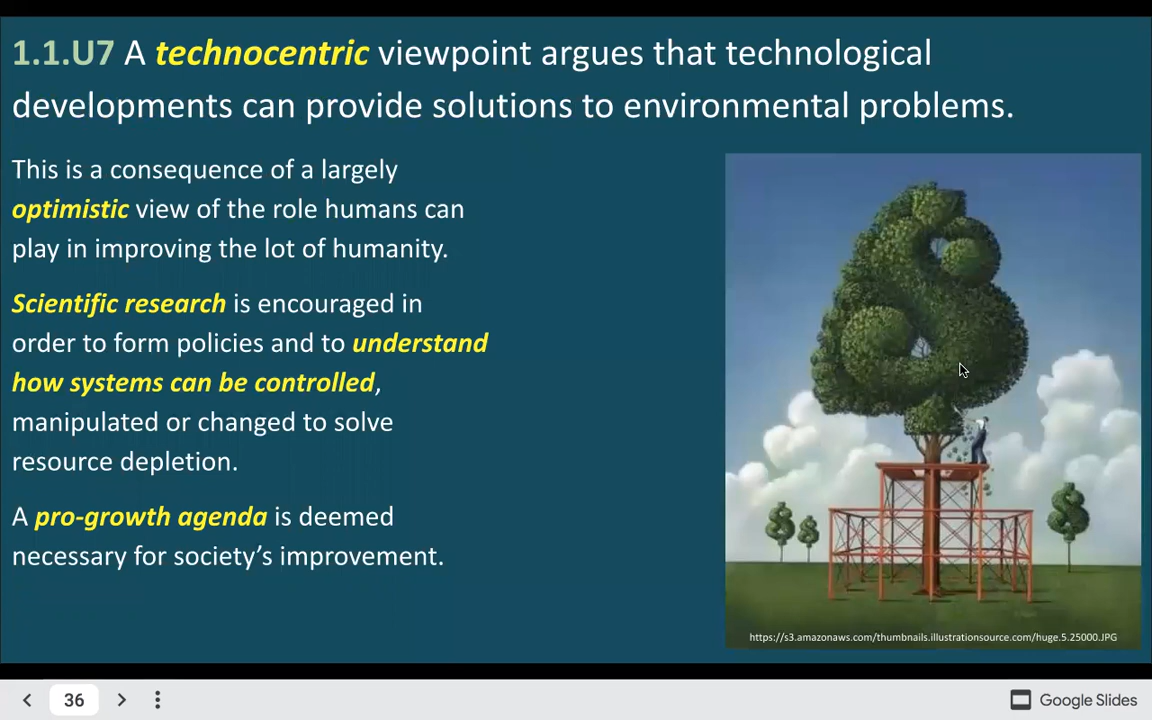 1.1.U7 A technocentric viewpoint argues that technological
developments can provide solutions to environmental problems.
This is a consequence of a largely
optimistic view of the role humans can
play in improving the lot of humanity.
Scientific research is encouraged in
order to form policies and to understand
how systems can be controlled,
manipulated or changed to solve
resource depletion.
A pro-growth agenda is deemed
necessary for society’s improvement.
https://s3.amazonaws.com/thumbnails.illustrationsource.com/huge.5.25000.JPG
36
Google Slides